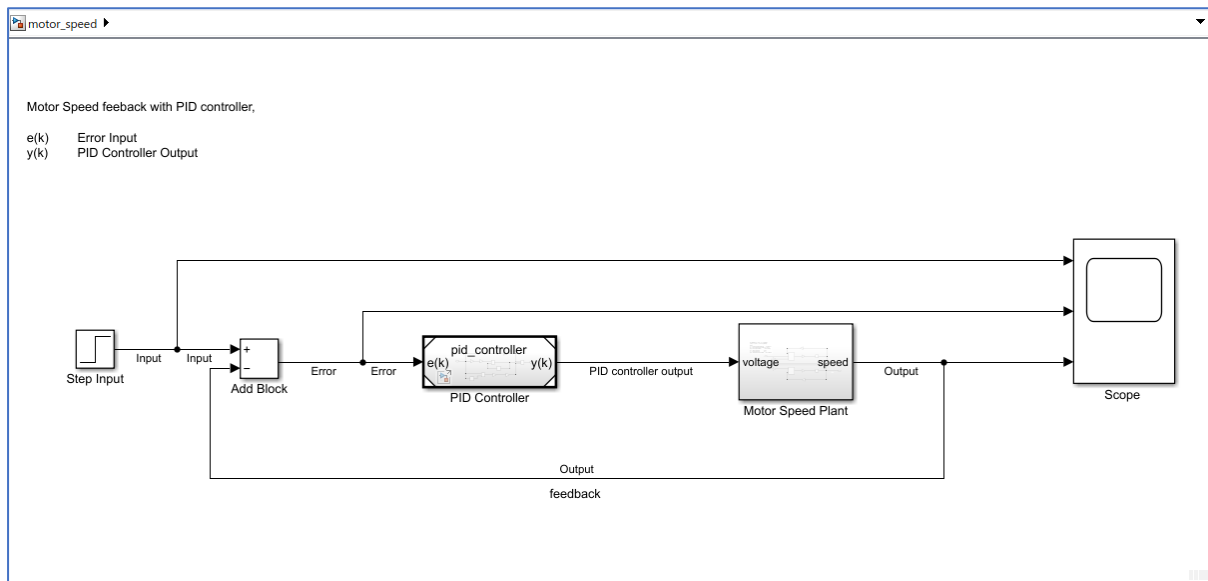 motor_speed
Motor Speed feeback with PID controller,
e(k) Error Input
y(k) PID Controller Output
Step Input
Input
Input
+
−
Add Block
Error
Error
pid_controller
e(k)
y(k)
PID Controller
PID controller output
voltage
speed
Motor Speed Plant
Output
Scope
Output
feedback